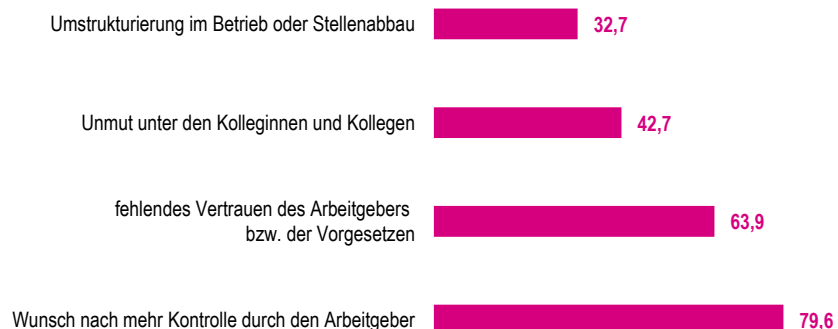 Umstrukturierung im Betrieb oder Stellenabbau 32,7
Unmut unter den Kolleginnen und Kollegen 42,7
fehlendes Vertrauen des Arbeitgebers
bzw. der Vorgesetzen 63,9
Wunsch nach mehr Kontrolle durch den Arbeitgeber 79,6